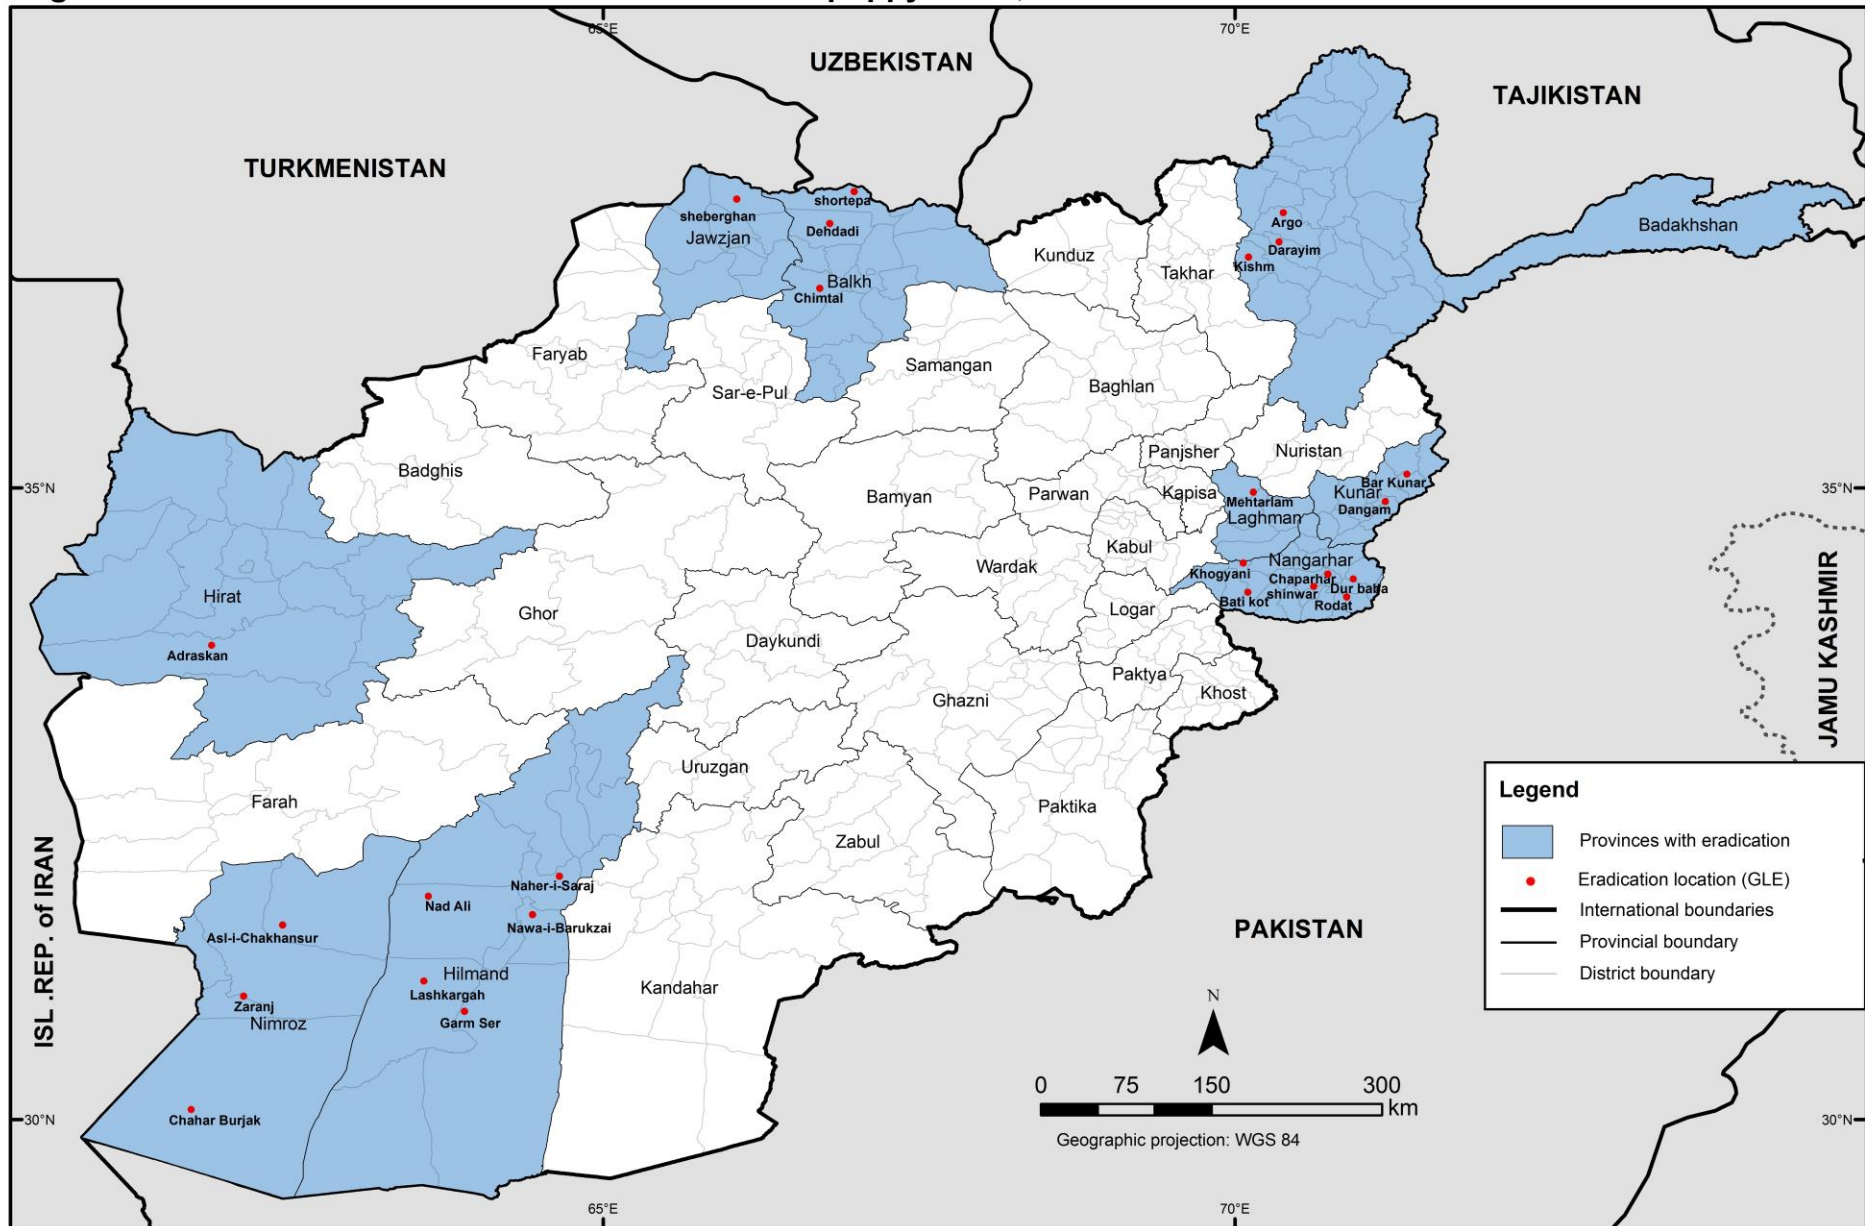 65°E
70°E
UZBEKISTAN
TAJIKISTAN
TURKMENISTAN
shortepa
sheberghan
Jawzjan
Dehdadi
Argo
Darayim
Kishm
Badakhshan
Kunduz
Takhar
Balkh
Chimtal
Faryab
Samangan
Sar-e-Pul
Baghlan
Badghis
Panjsher
Nuristan
35°N
Bamyan
Parwan
Kapisa
Mehtarlam
Laghman
Bar Kunar
Kunar
Dangam
35°N
Kabul
Wardak
Nangarhar
Khogyani
Chaparhar
shinwar
Dur baba
Bati kot
Rodat
Hirat
Ghor
Logar
Daykundi
Adraskan
Paktya
Khost
Ghazni
JAMU KASHMIR
Uruzgan
Farah
Paktika
Zabul
ISL .REP. of IRAN
Naher-i-Saraj
Nad Ali
Nawa-i-Barukzai
Asl-i-Chakhansur
PAKISTAN
Hilmand
Lashkargah
Kandahar
Zaranj
Nimroz
Garm Ser
Chahar Burjak
30°N
30°N
Legend
Provinces with eradication
Eradication location (GLE)
International boundaries
Provincial boundary
District boundary
N
0 75 150 300
km
Geographic projection: WGS 84
65°E
70°E